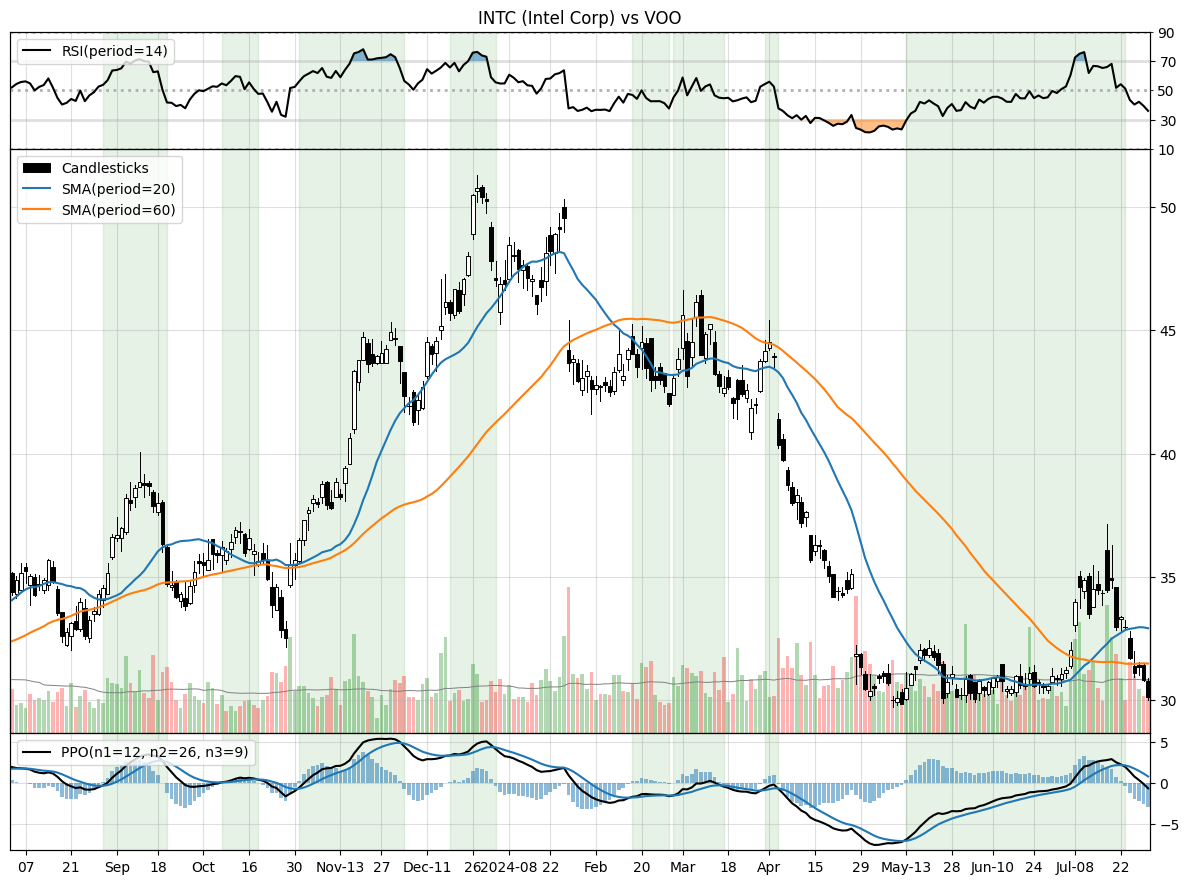 INTC (Intel Corp) vs VOO
RSI(period=14)
90
70
50
30
10
Candlesticks
SMA(period=20)
SMA(period=60)
50
45
40
35
30
PPO(n1=12, n2=26, n3=9)
5
0
−5
07 21 Sep 18 Oct 16 30 Nov-13 27 Dec-11 26 2024-08 22 Feb 20 Mar 18 Apr 15 29 May-13 28 Jun-10 24 Jul-08 22